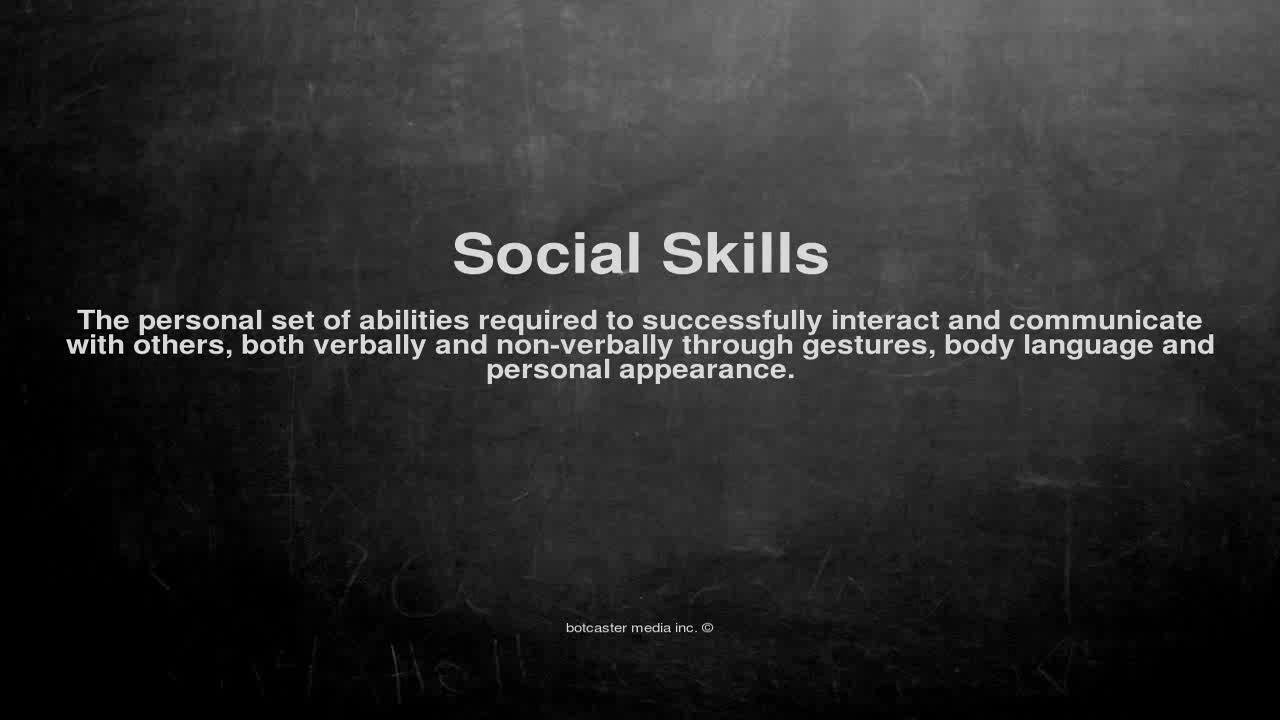 Social Skills
The personal set of abilities required to successfully interact and communicate
with others, both verbally and non-verbally through gestures, body language and
personal appearance.
botcaster media inc. ©